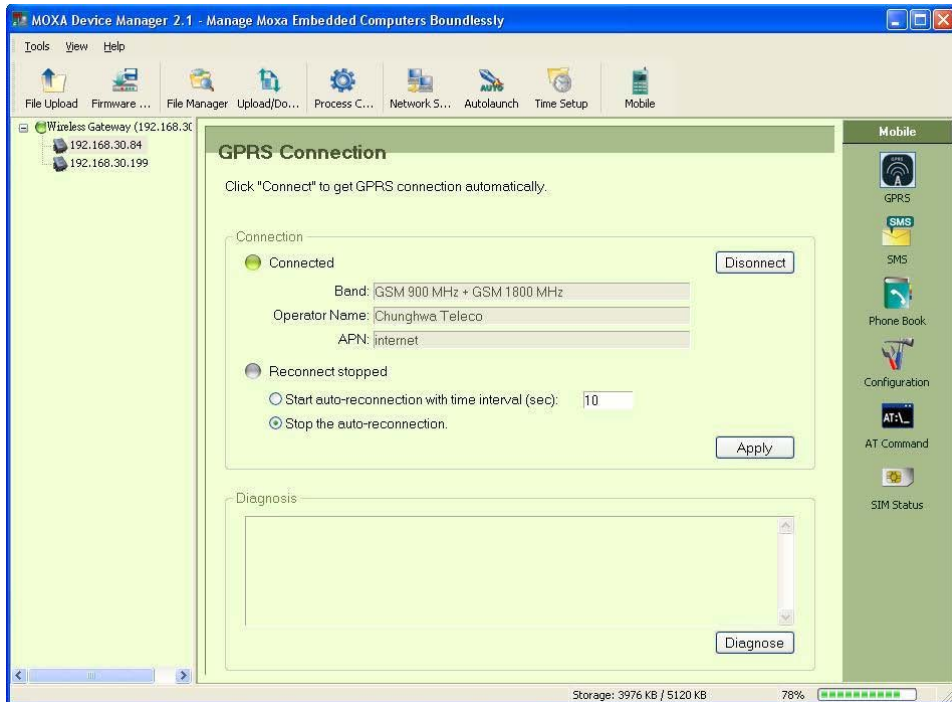 MOXA Device Manager 2.1 - Manage Moxa Embedded Computers Boundlessly
Tools View Help
File Upload Firmware ... File Manager Upload/Do... Process C... Network S... Autolaunch Time Setup Mobile
Wireless Gateway (192.168.30
192.168.30.84
192.168.30.199
GPRS Connection
Click "Connect" to get GPRS connection automatically.
Connection
Connected
Disonnect
Band: GSM 900 MHz + GSM 1800 MHz
Operator Name: Chunghwa Teleco
APN: internet
Reconnect stopped
Start auto-reconnection with time interval (sec): 10
Stop the auto-reconnection.
Apply
Diagnosis
Diagnose
Mobile
GPRS
SMS
SMS
Phone Book
Configuration
AT:\_
AT Command
SIM Status
Storage: 3976 KB / 5120 KB 78%